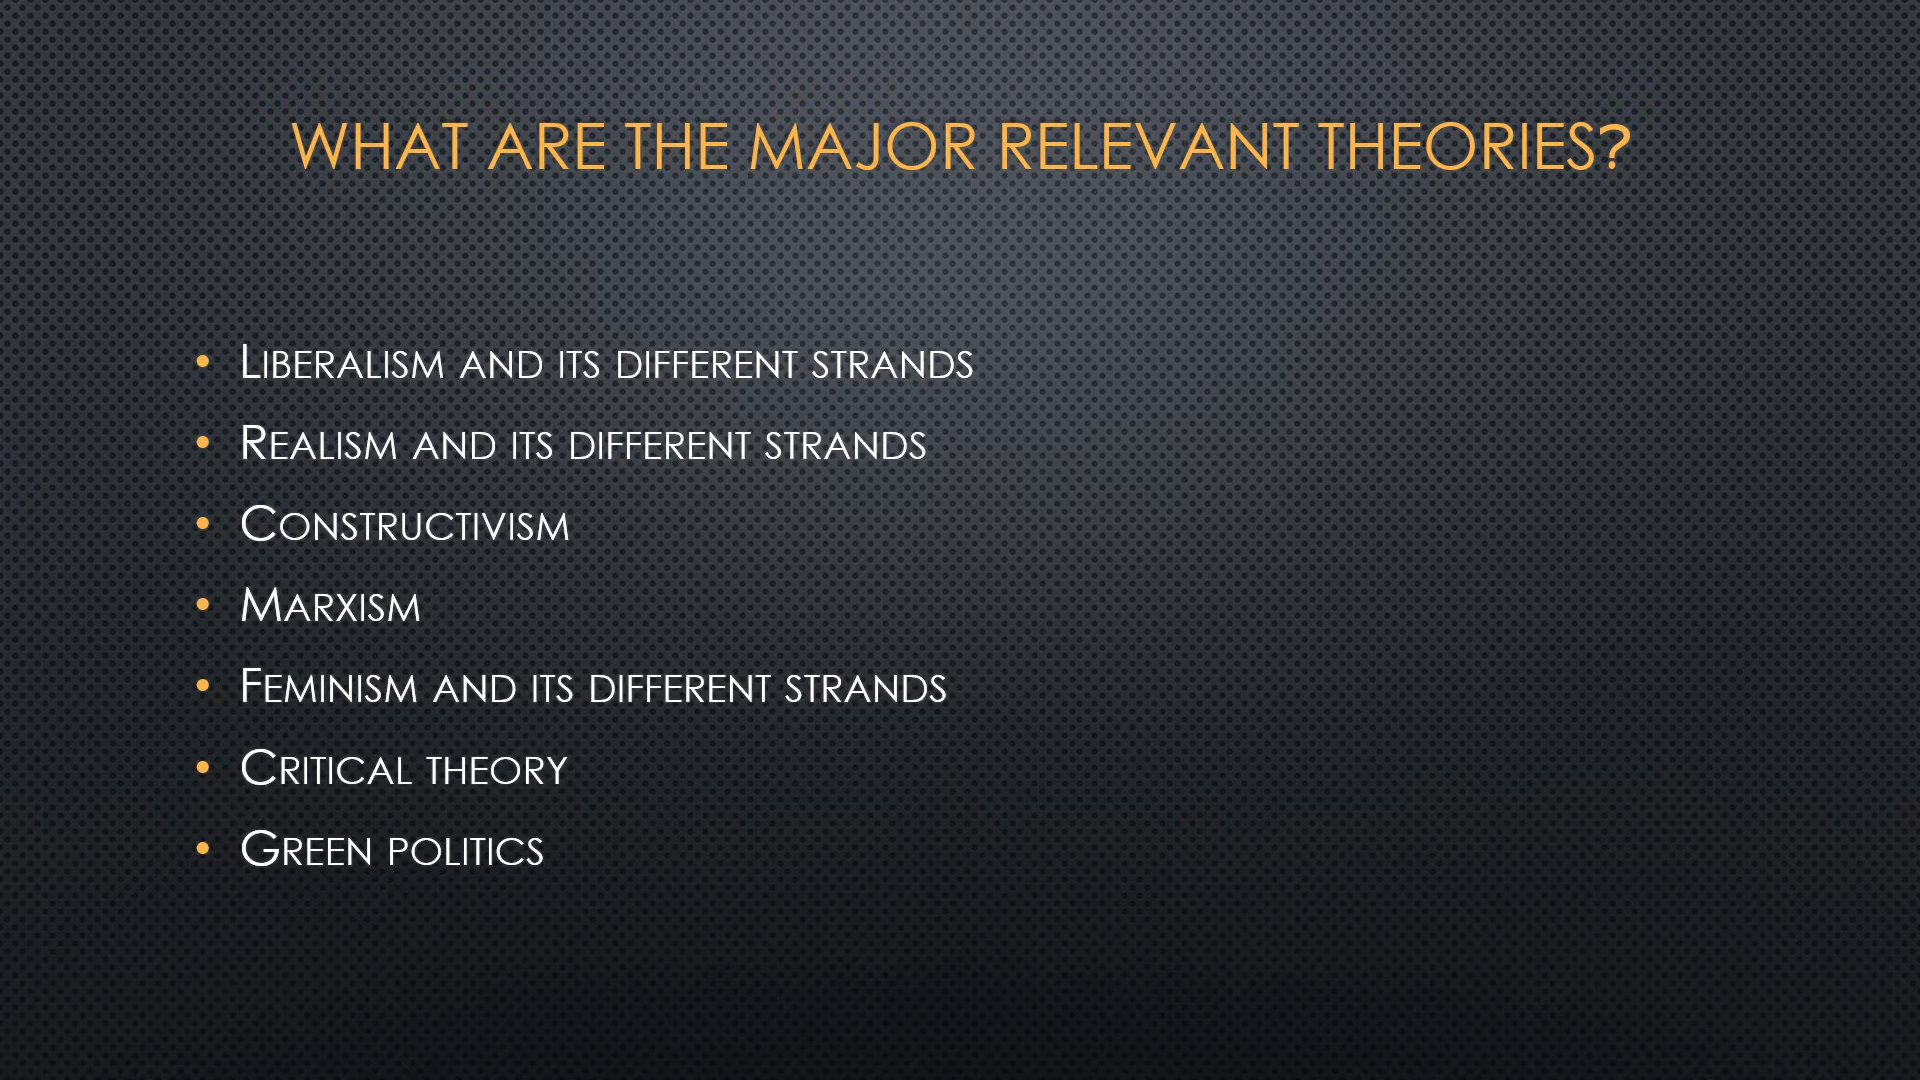 WHAT ARE THE MAJOR RELEVANT THEORIES?
• Liberalism and its different strands
• Realism and its different strands
• Constructivism
• Marxism
• Feminism and its different strands
• Critical theory
• Green politics